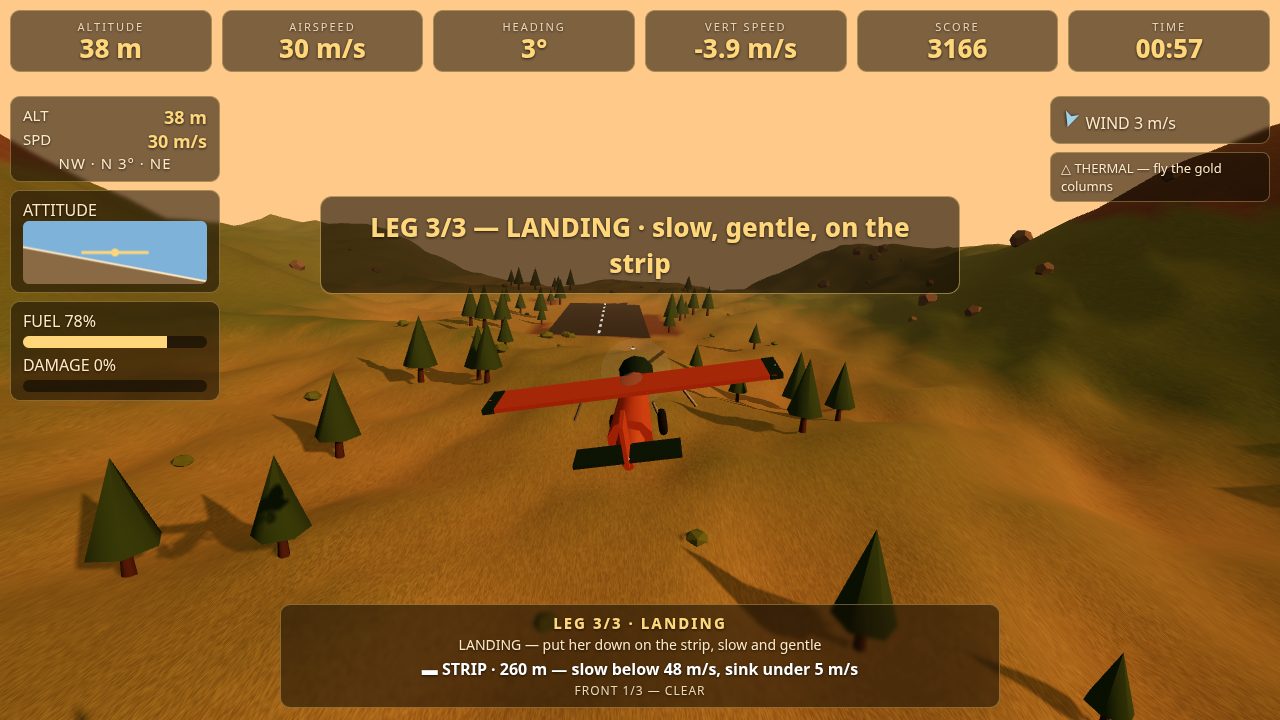 ALTITUDE
38 m
AIRSPEED
30 m/s
HEADING
3°
VERT SPEED
-3.9 m/s
SCORE
3166
TIME
00:57
ALT 38 m
SPD 30 m/s
NW · N 3° · NE
ATTITUDE
FUEL 78%
DAMAGE 0%
WIND 3 m/s
△ THERMAL — fly the gold
columns
LEG 3/3 — LANDING · slow, gentle, on the
strip
LEG 3/3 · LANDING
LANDING — put her down on the strip, slow and gentle
▬ STRIP · 260 m — slow below 48 m/s, sink under 5 m/s
FRONT 1/3 — CLEAR